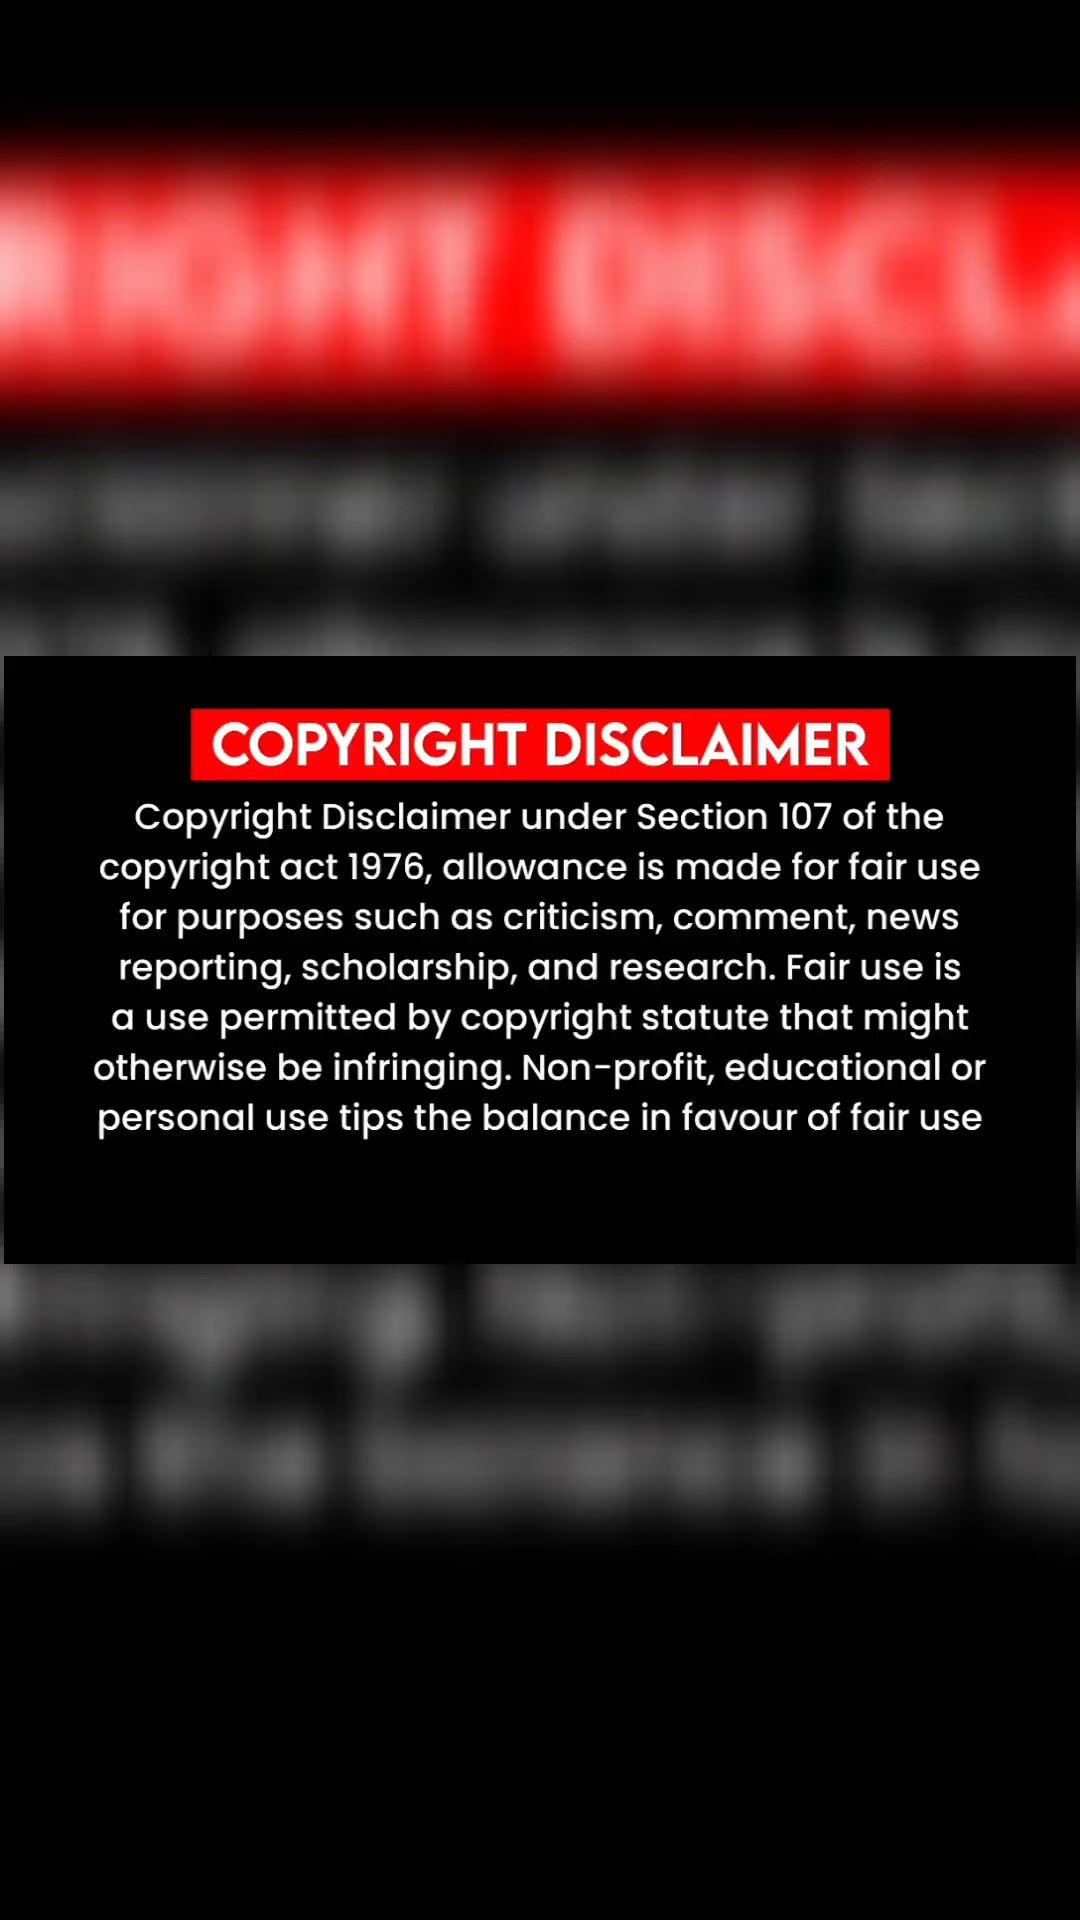 COPYRIGHT DISCLAIMER
Copyright Disclaimer under Section 107 of the
copyright act 1976, allowance is made for fair use
for purposes such as criticism, comment, news
reporting, scholarship, and research. Fair use is
a use permitted by copyright statute that might
otherwise be infringing. Non-profit, educational or
personal use tips the balance in favour of fair use